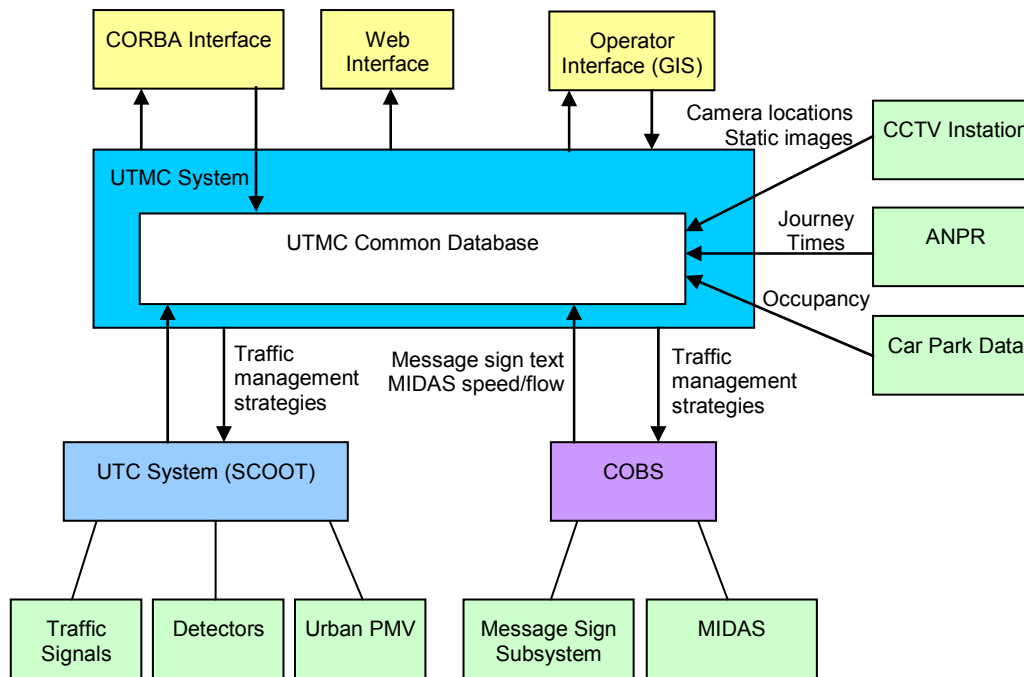 CORBA Interface
Web
Interface
Operator
Interface (GIS)
Camera locations
Static images
CCTV Instation
UTMC System
UTMC Common Database
Journey
Times
ANPR
Occupancy
Car Park Data
Traffic
management
strategies
Message sign text
MIDAS speed/flow
Traffic
management
strategies
UTC System (SCOOT)
COBS
Traffic
Signals
Detectors
Urban PMV
Message Sign
Subsystem
MIDAS